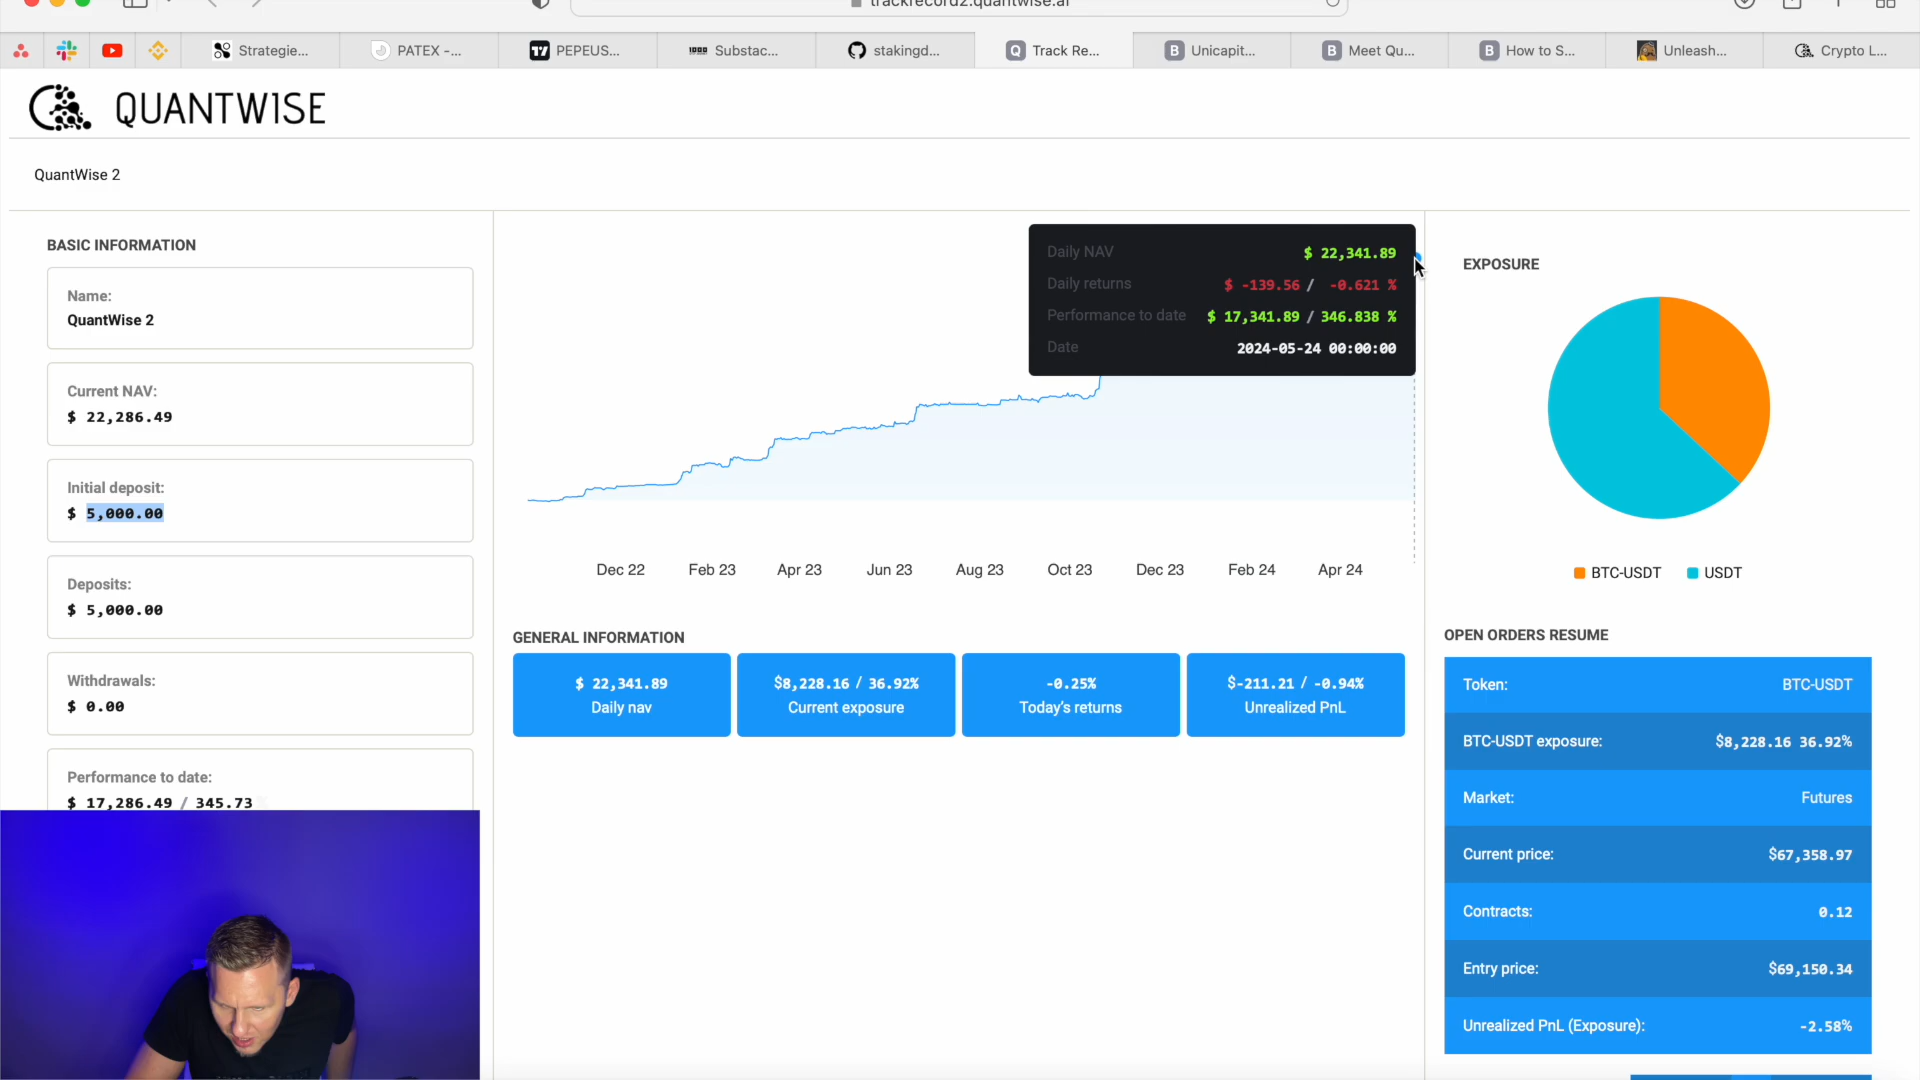 trackrecord2.quantwise.ai
Strategie...
PATEX -...
PEPEUS...
Substac...
stakingd...
Track Re...
Unicapit...
Meet Qu...
How to S...
Unleash...
Crypto L...
QUANTWISE
QuantWise 2
BASIC INFORMATION
Name:
QuantWise 2
Current NAV:
$ 22,286.49
Initial deposit:
$ 5,000.00
Deposits:
$ 5,000.00
Withdrawals:
$ 0.00
Performance to date:
$ 17,286.49 / 345.73
Daily NAV $ 22,341.89
Daily returns $ -139.56 / -0.621 %
Performance to date $ 17,341.89 / 346.838 %
Date 2024-05-24 00:00:00
Dec 22 Feb 23 Apr 23 Jun 23 Aug 23 Oct 23 Dec 23 Feb 24 Apr 24
GENERAL INFORMATION
$ 22,341.89
Daily nav
$8,228.16 / 36.92%
Current exposure
-0.25%
Today's returns
$-211.21 / -0.94%
Unrealized PnL
EXPOSURE
BTC-USDT USDT
OPEN ORDERS RESUME
Token: BTC-USDT
BTC-USDT exposure: $8,228.16 36.92%
Market: Futures
Current price: $67,358.97
Contracts: 0.12
Entry price: $69,150.34
Unrealized PnL (Exposure): -2.58%